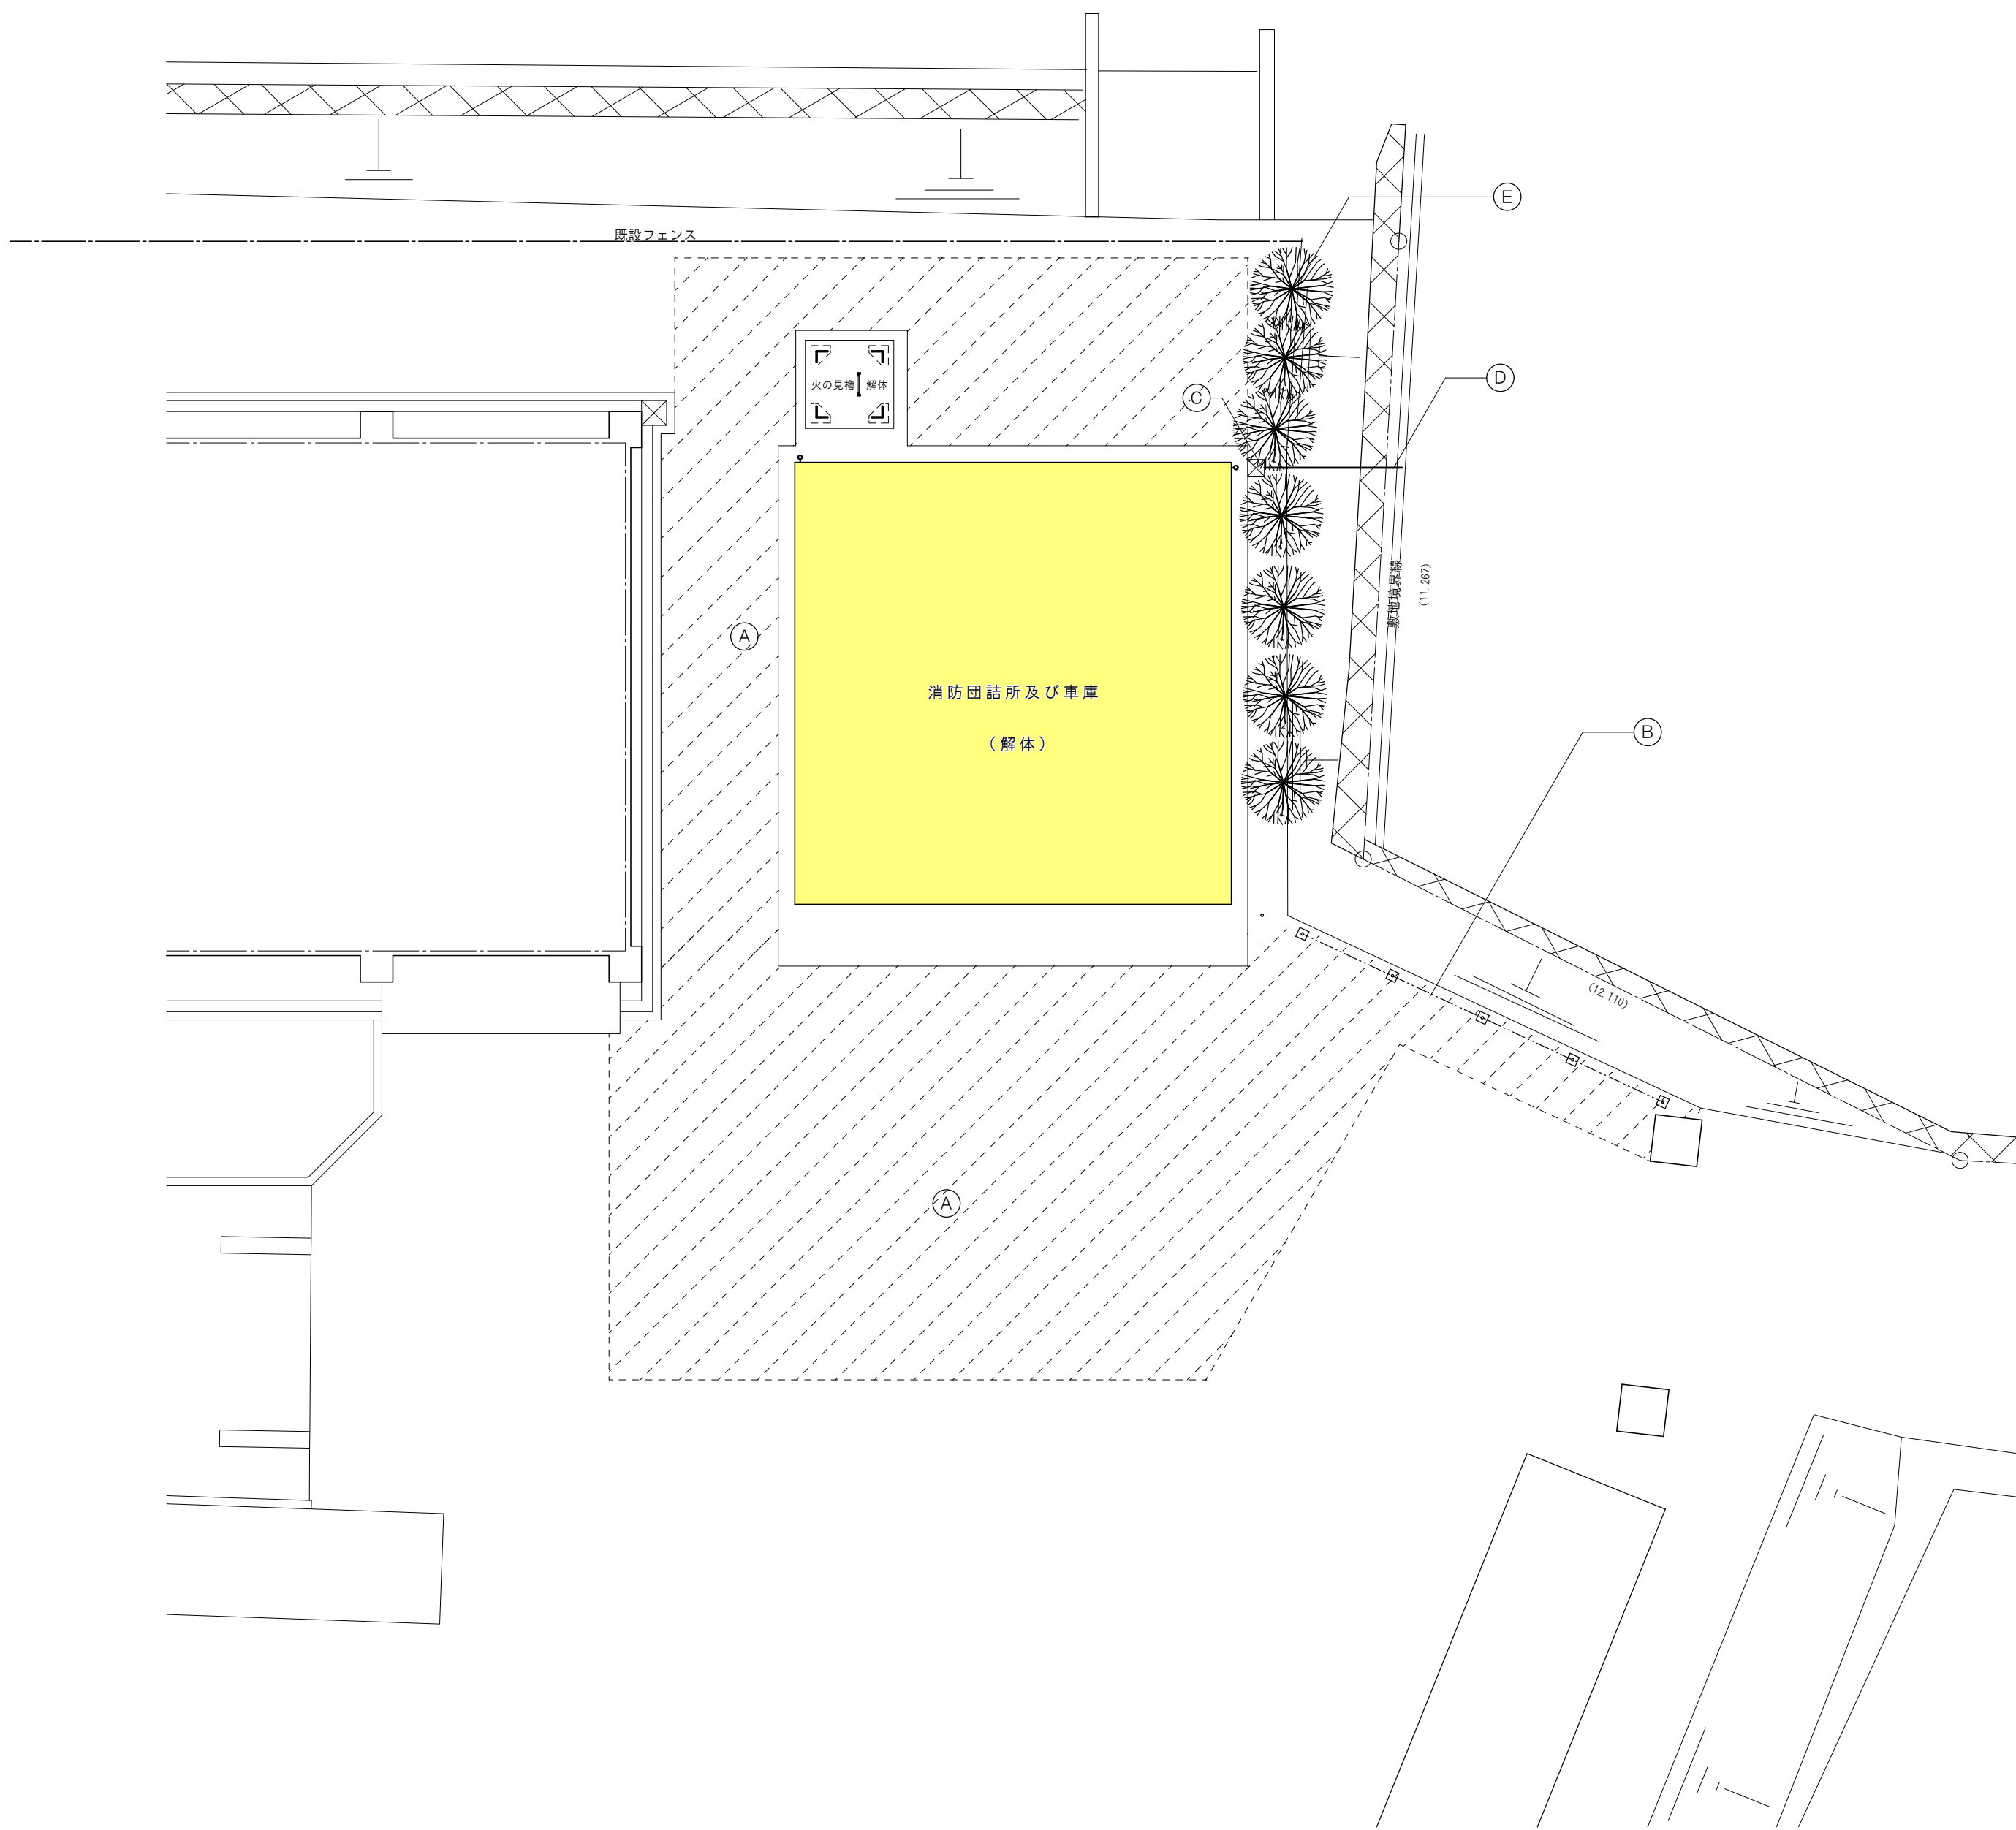 既設フェンス
E
火の見櫓 解体
C
D
敷地境界線
(11.267)
A
消防団詰所及び車庫
（解体）
B
(12.110)
A